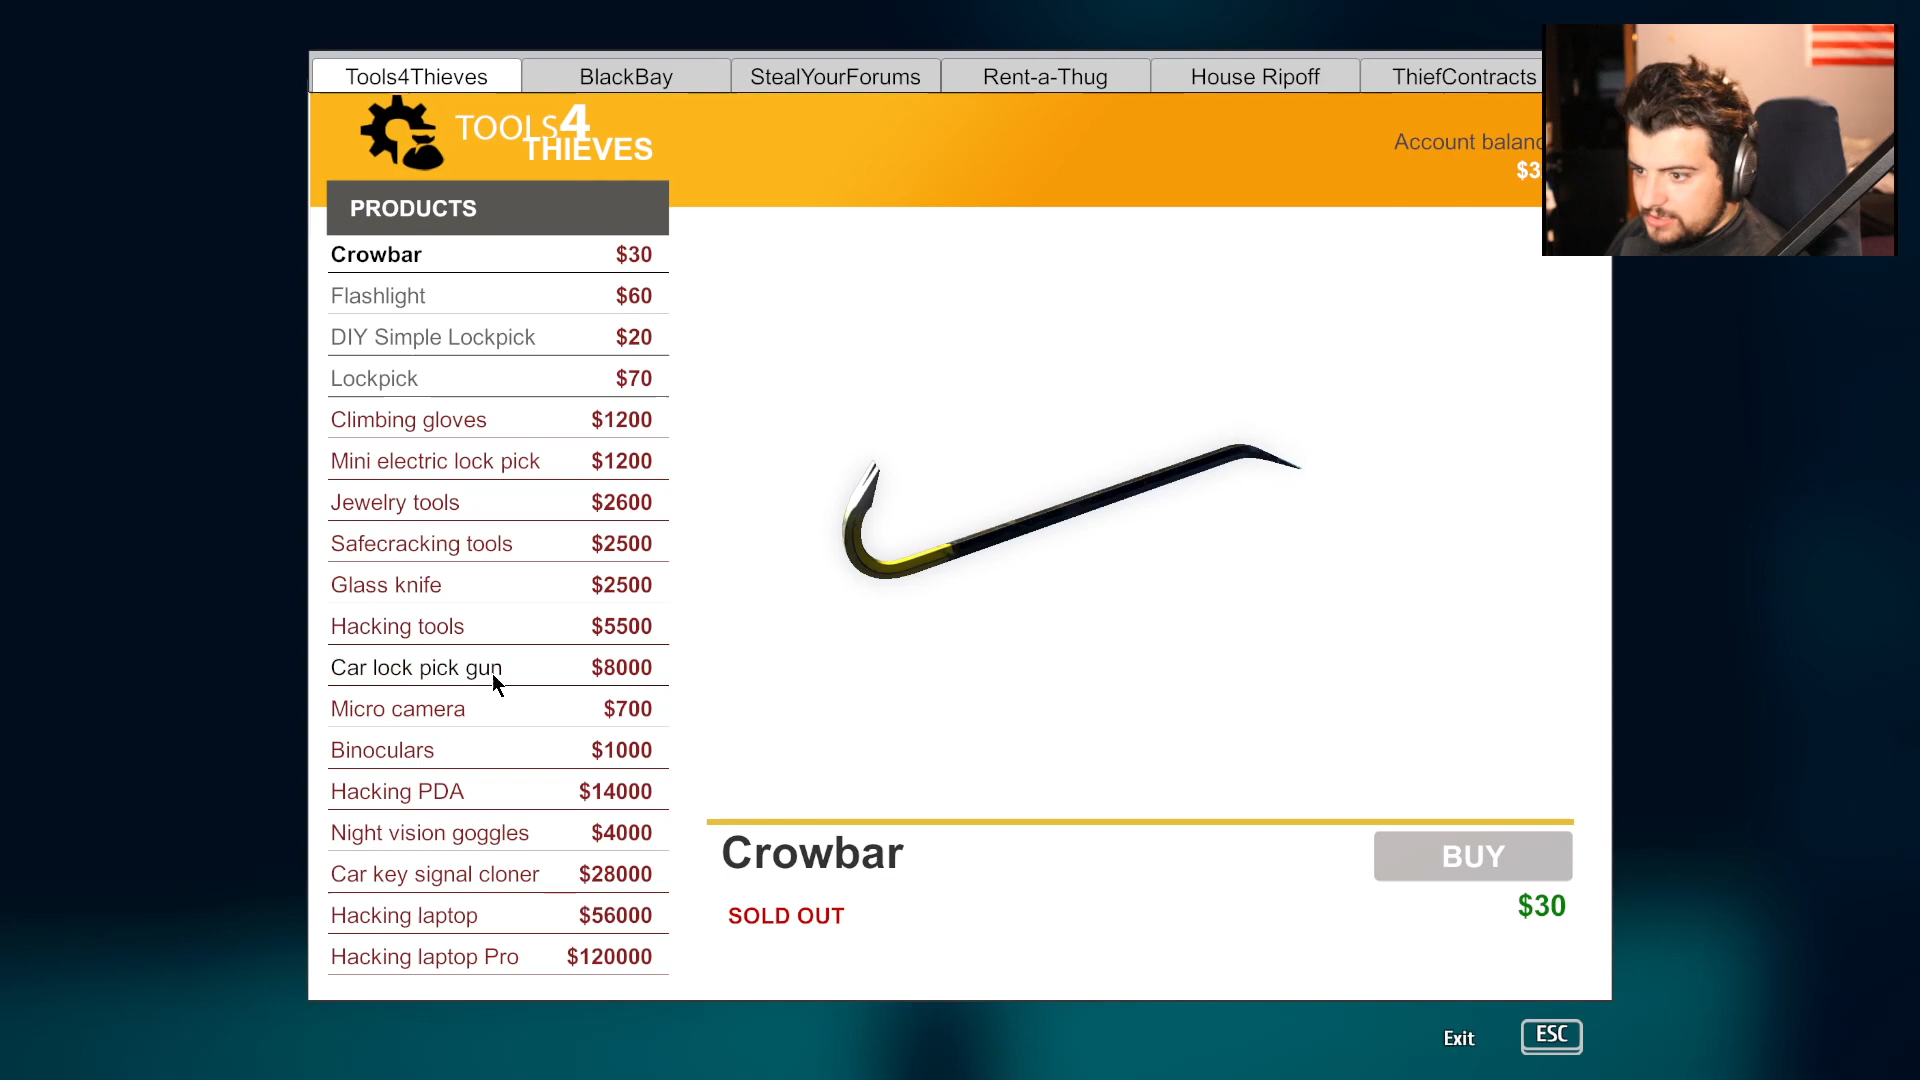 Tools4Thieves BlackBay StealYourForums Rent-a-Thug House Ripoff ThiefContracts
TOOLS4
THIEVES
Account balanc
$3
PRODUCTS
Crowbar $30
Flashlight $60
DIY Simple Lockpick $20
Lockpick $70
Climbing gloves $1200
Mini electric lock pick $1200
Jewelry tools $2600
Safecracking tools $2500
Glass knife $2500
Hacking tools $5500
Car lock pick gun $8000
Micro camera $700
Binoculars $1000
Hacking PDA $14000
Night vision goggles $4000
Car key signal cloner $28000
Hacking laptop $56000
Hacking laptop Pro $120000
Crowbar
BUY
SOLD OUT
$30
Exit ESC